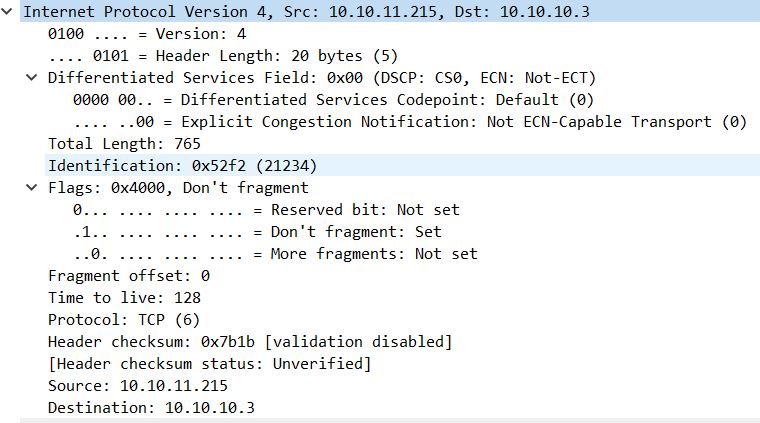 Internet Protocol Version 4, Src: 10.10.11.215, Dst: 10.10.10.3
0100 .... = Version: 4
.... 0101 = Header Length: 20 bytes (5)
Differentiated Services Field: 0x00 (DSCP: CS0, ECN: Not-ECT)
0000 00.. = Differentiated Services Codepoint: Default (0)
.... ..00 = Explicit Congestion Notification: Not ECN-Capable Transport (0)
Total Length: 765
Identification: 0x52f2 (21234)
Flags: 0x4000, Don't fragment
0... .... .... .... = Reserved bit: Not set
.1.. .... .... .... = Don't fragment: Set
..0. .... .... .... = More fragments: Not set
Fragment offset: 0
Time to live: 128
Protocol: TCP (6)
Header checksum: 0x7b1b [validation disabled]
[Header checksum status: Unverified]
Source: 10.10.11.215
Destination: 10.10.10.3